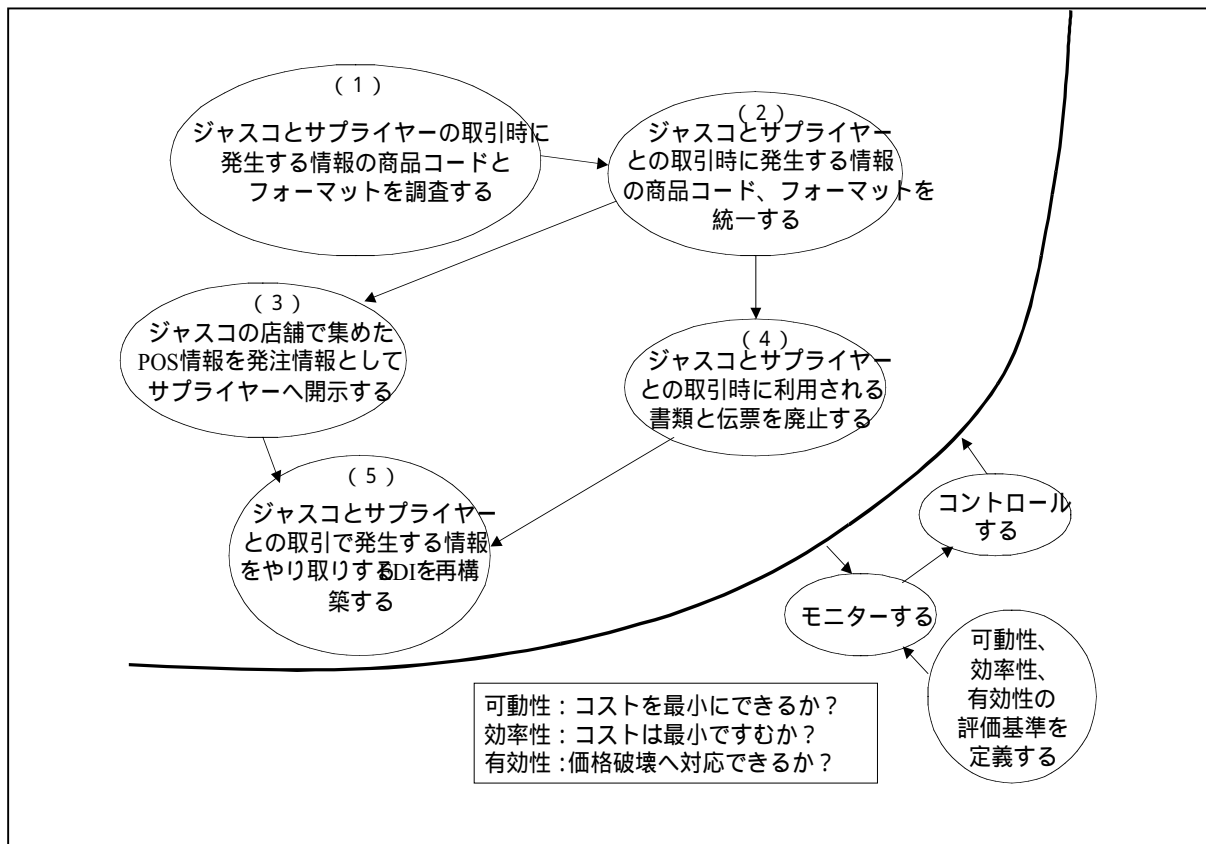 (1)
ジャスコとサプライヤーの取引時に
発生する情報の商品コードと
フォーマットを調査する
(2)
ジャスコとサプライヤー
との取引時に発生する情報
の商品コード、フォーマットを
統一する
(3)
ジャスコの店舗で集めた
POS情報を発注情報として
サプライヤーへ開示する
(4)
ジャスコとサプライヤー
との取引時に利用される
書類と伝票を廃止する
(5)
ジャスコとサプライヤー
との取引で発生する情報
をやり取りするEDIを再構
築する
コントロール
する
モニターする
可動性、
効率性、
有効性の
評価基準を
定義する
可動性：コストを最小にできるか？
効率性：コストは最小ですむか？
有効性：価格破壊へ対応できるか？